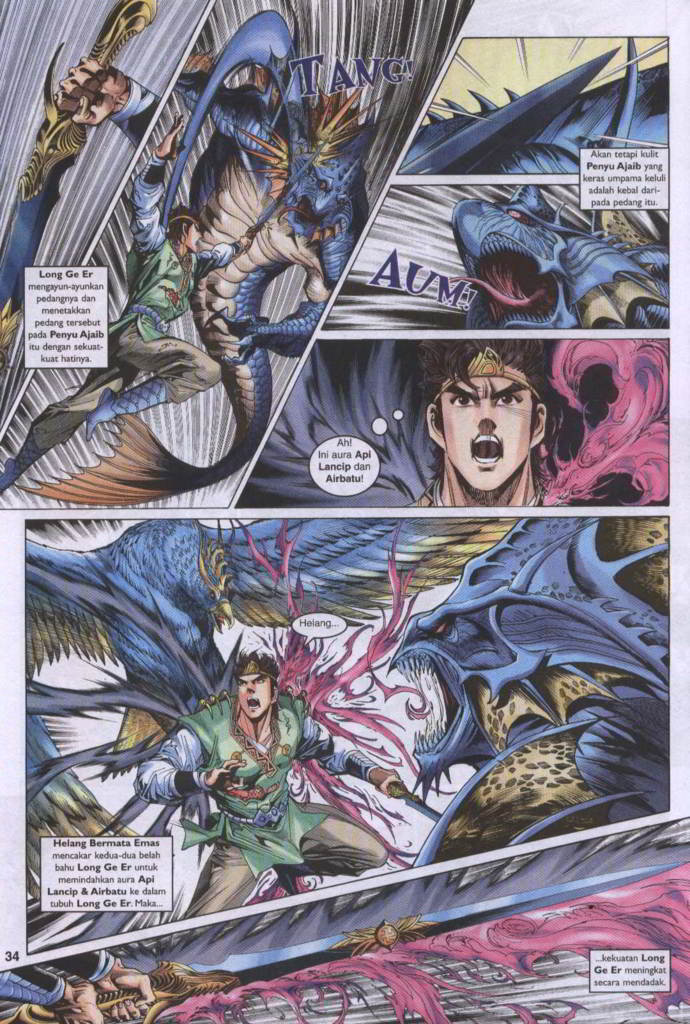 TANG!
Long Ge Er
mengayun-ayunkan
pedangnya dan
menetakkan
pedang tersebut
pada Penyu Ajaib
itu dengan sekuat-
kuat hatinya.
Akan tetapi kulit
Penyu Ajaib yang
keras umpama keluli
adalah kebal dari-
pada pedang itu.
AUM!
Ah!
Ini aura Api
Lancip dan
Airbatu!
Helang...
Helang Bermata Emas
mencakar kedua-dua belah
bahu Long Ge Er untuk
memindahkan aura Api
Lancip & Airbatu ke dalam
tubuh Long Ge Er. Maka...
...kekuatan Long
Ge Er meningkat
secara mendadak.
34